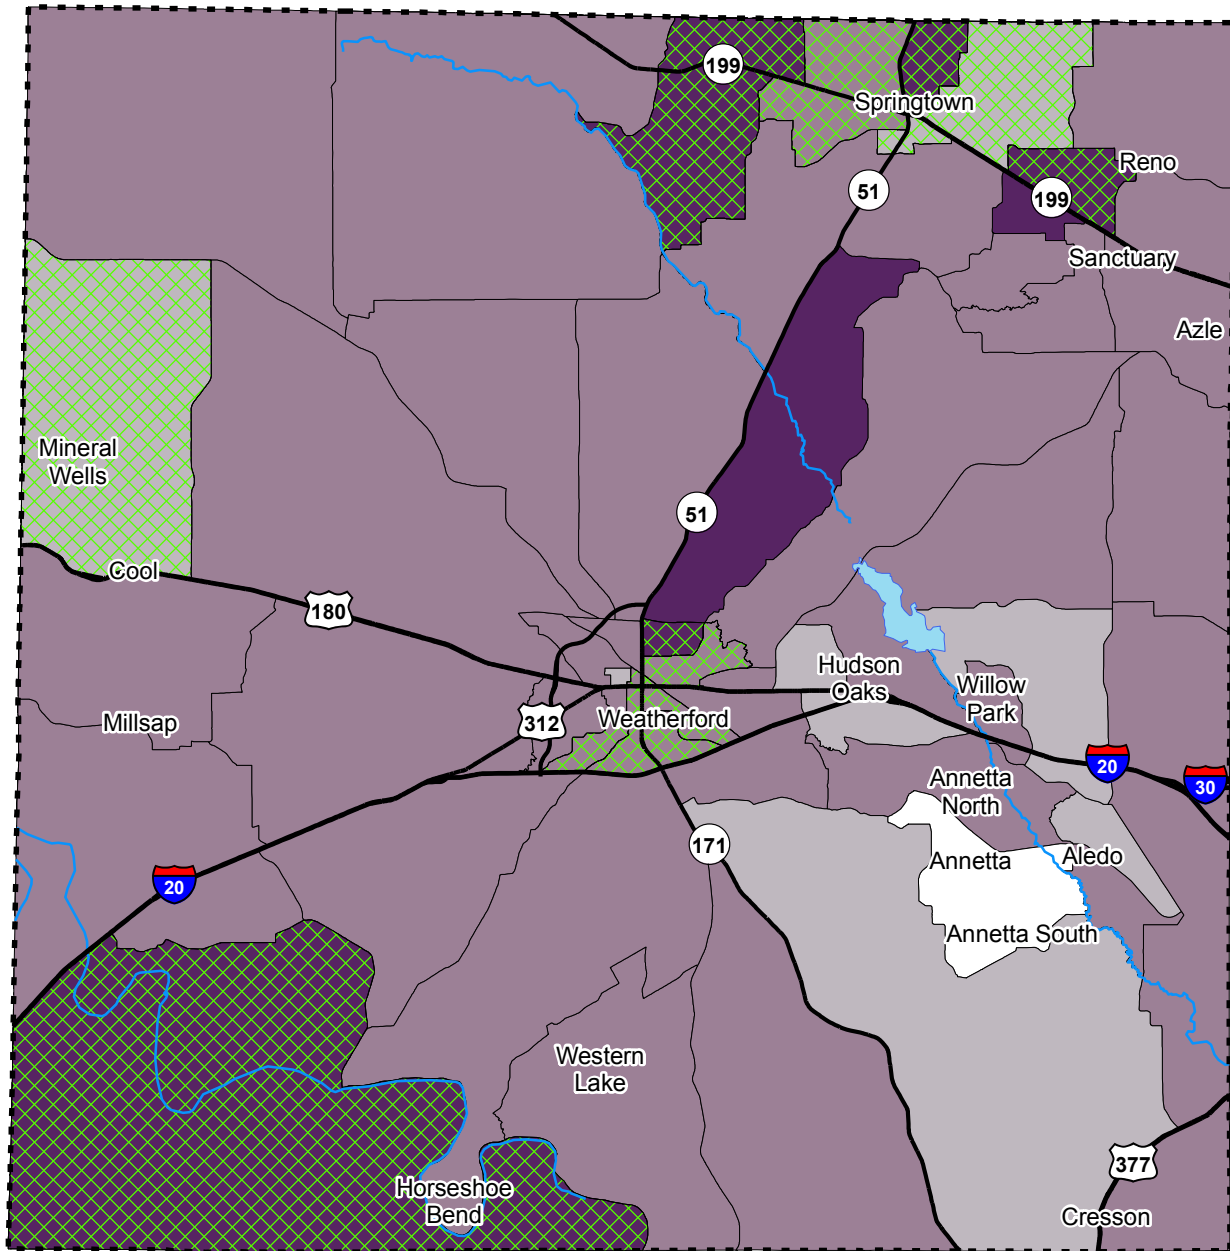 199
Springtown
Reno
51
199
Sanctuary
Azle
Mineral
Wells
51
Cool
180
Hudson
Oaks
Willow
Park
Millsap
312
Weatherford
20
30
Annetta
North
171
Annetta
Aledo
20
Annetta South
Western
Lake
377
Horseshoe
Bend
Cresson